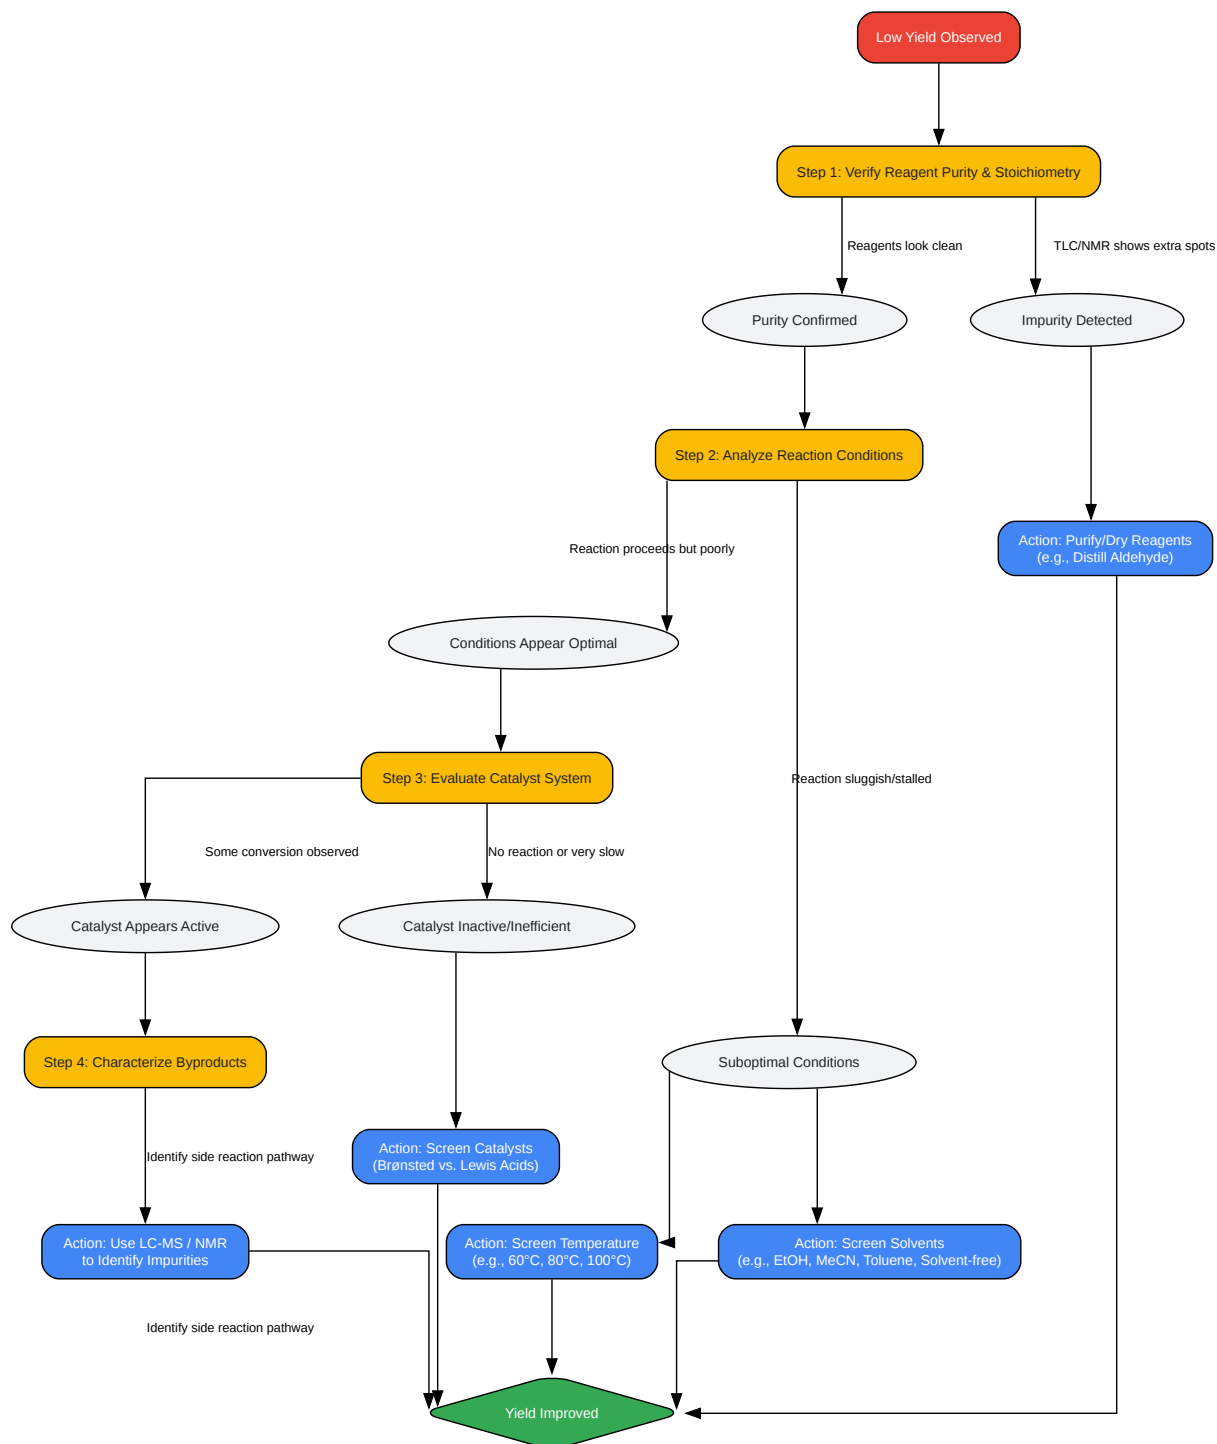 Low Yield Observed
Step 1: Verify Reagent Purity & Stoichiometry
Reagents look clean
TLC/NMR shows extra spots
Purity Confirmed
Impurity Detected
Step 2: Analyze Reaction Conditions
Action: Purify/Dry Reagents
(e.g., Distill Aldehyde)
Reaction proceeds but poorly
Conditions Appear Optimal
Step 3: Evaluate Catalyst System
Reaction sluggish/stalled
Some conversion observed
No reaction or very slow
Catalyst Appears Active
Catalyst Inactive/Inefficient
Step 4: Characterize Byproducts
Suboptimal Conditions
Identify side reaction pathway
Action: Screen Catalysts
(Brønsted vs. Lewis Acids)
Action: Use LC-MS / NMR
to Identify Impurities
Action: Screen Temperature
(e.g., 60°C, 80°C, 100°C)
Action: Screen Solvents
(e.g., EtOH, MeCN, Toluene, Solvent-free)
Identify side reaction pathway
Yield Improved